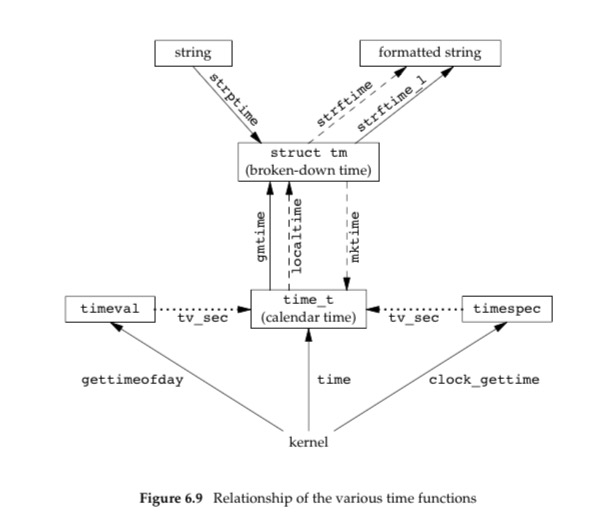 string
formatted string
strptime
strftime
strftime_l
struct tm
(broken-down time)
gmtime
localtime
mktime
timeval
tv_sec
time_t
(calendar time)
tv_sec
timespec
gettimeofday
time
clock_gettime
kernel
Figure 6.9 Relationship of the various time functions